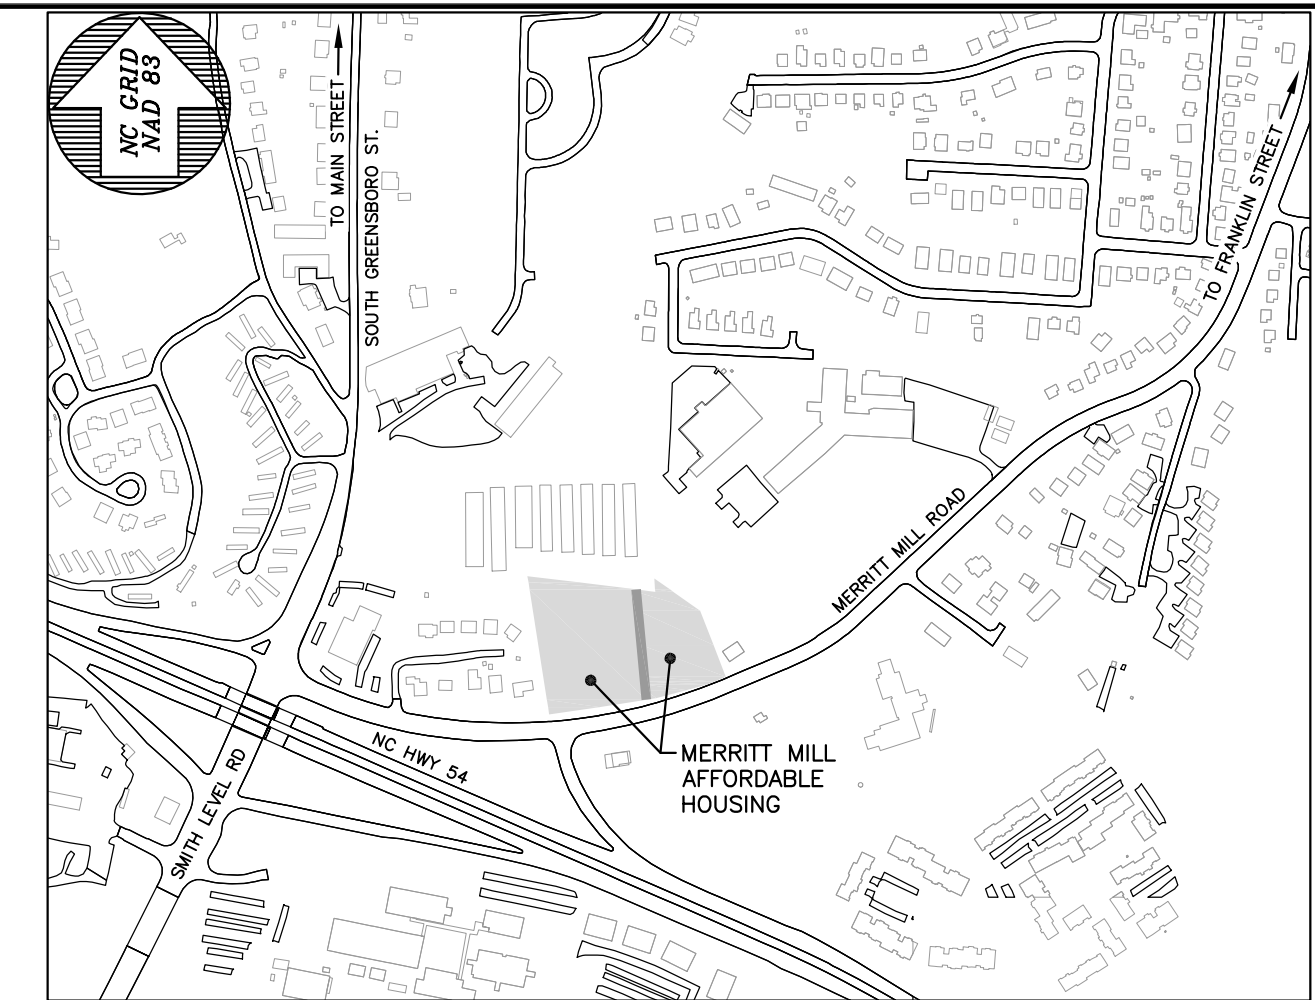 NC GRID
NAD 83
TO MAIN STREET
SOUTH GREENSBORO ST.
TO FRANKLIN STREET
MERRITT MILL ROAD
NC HWY 54
SMITH LEVEL RD
MERRITT MILL
AFFORDABLE
HOUSING